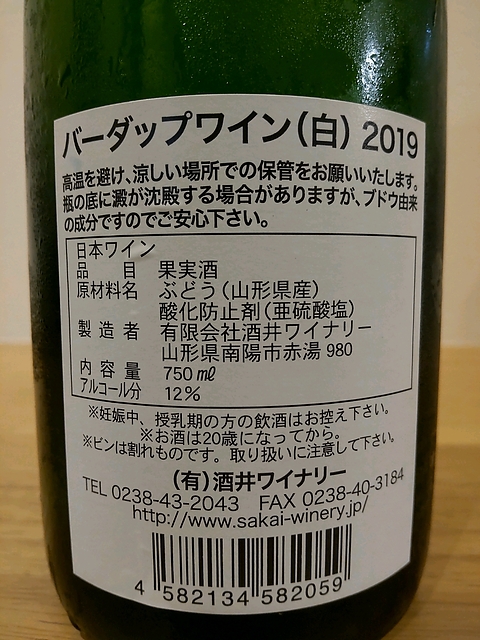 バーダップワイン(白) 2019
高温を避け、涼しい場所での保管をお願いいたします。
瓶の底に澱が沈殿する場合がありますが、ブドウ由来
の成分ですのでご安心下さい。
日本ワイン
品目 果実酒
原材料名 ぶどう(山形県産)
酸化防止剤(亜硫酸塩)
製造者 有限会社酒井ワイナリー
山形県南陽市赤湯980
内容量 750㎖
アルコール分 12%
※妊娠中、授乳期の方の飲酒はお控え下さい。
※お酒は20歳になってから。
※ビンは割れものです。取り扱いに注意して下さい。
(有)酒井ワイナリー
TEL 0238-43-2043 FAX 0238-40-3184
http://www.sakai-winery.jp/
4 582134 582059